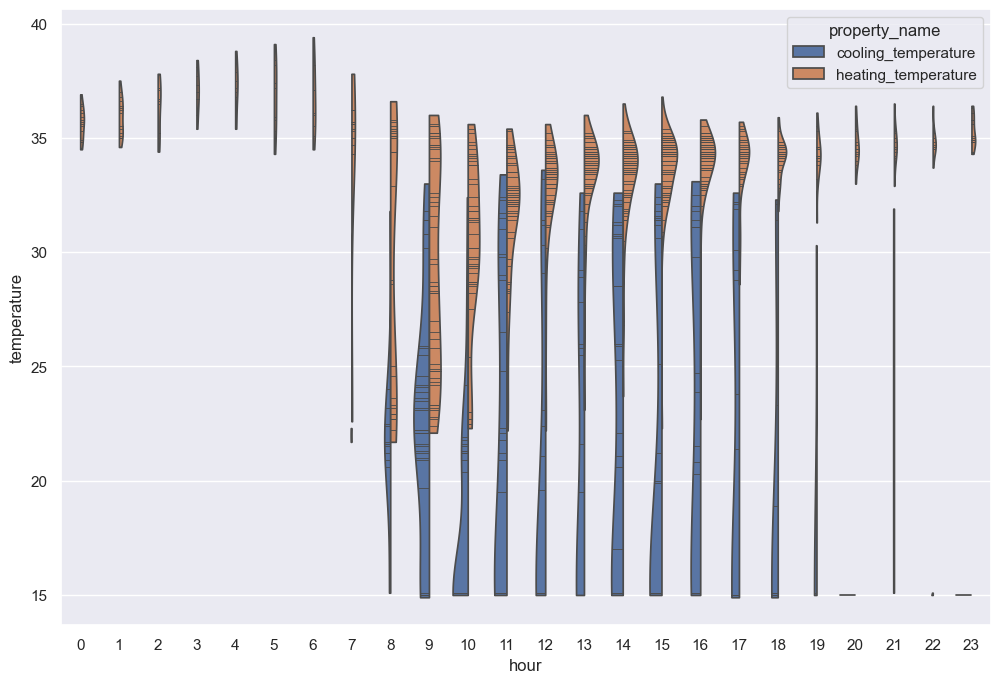 property_name
cooling_temperature
heating_temperature
temperature
40
35
30
25
20
15
0 1 2 3 4 5 6 7 8 9 10 11 12 13 14 15 16 17 18 19 20 21 22 23
hour